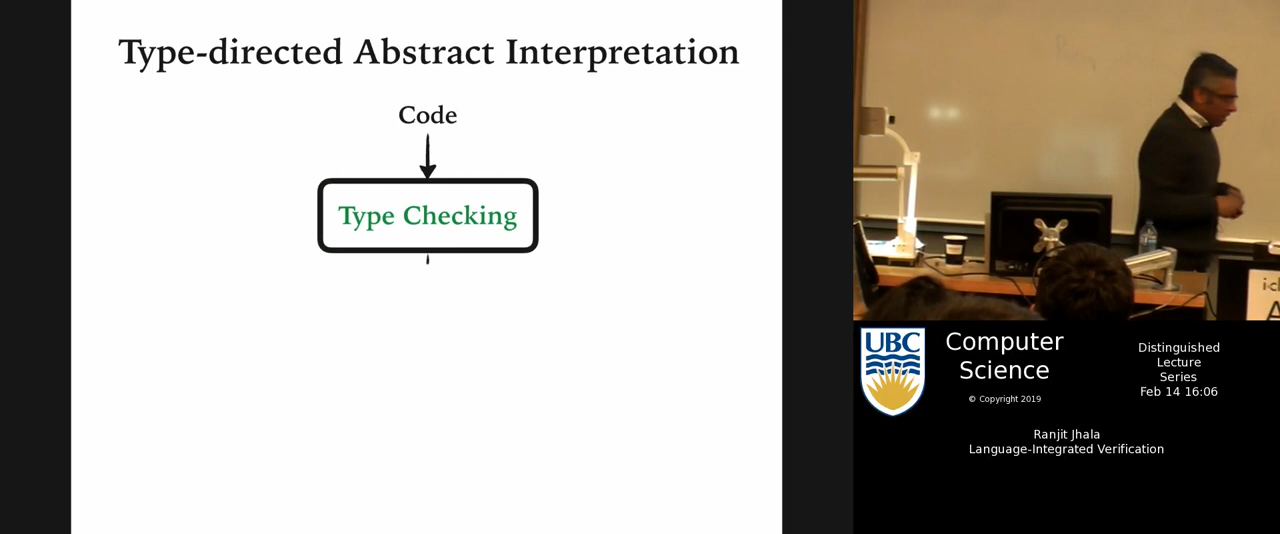 Type-directed Abstract Interpretation
Code
Type Checking
UBC
Computer
Science
© Copyright 2019
Distinguished
Lecture
Series
Feb 14 16:06
Ranjit Jhala
Language-Integrated Verification